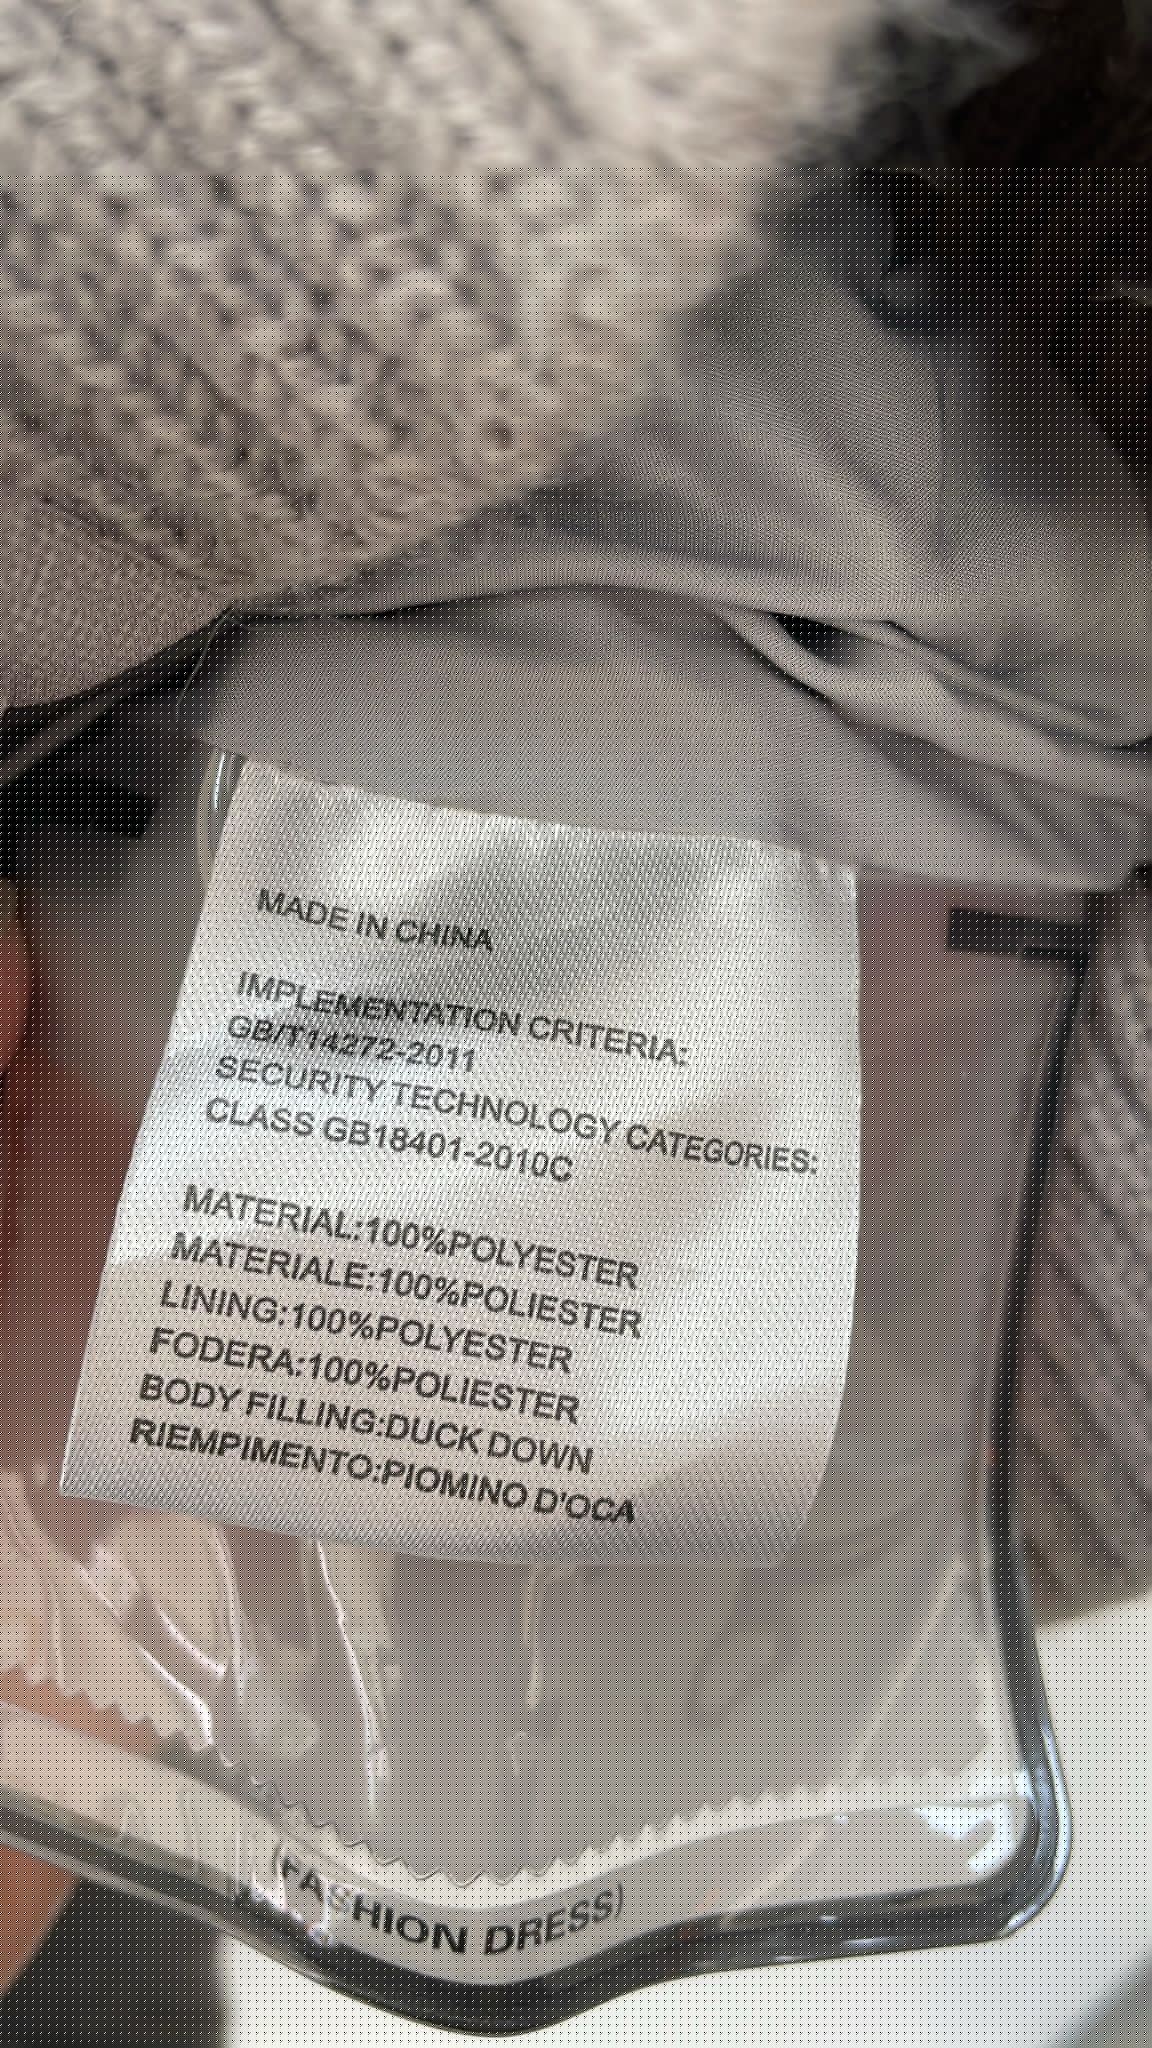 MADE IN CHINA
IMPLEMENTATION CRITERIA:
GB/T14272-2011
SECURITY TECHNOLOGY CATEGORIES:
CLASS GB18401-2010C
MATERIAL:100%POLYESTER
MATERIALE:100%POLIESTER
LINING:100%POLYESTER
FODERA:100%POLIESTER
BODY FILLING:DUCK DOWN
RIEMPIMENTO:PIOMINO D'OCA
(FASHION DRESS)